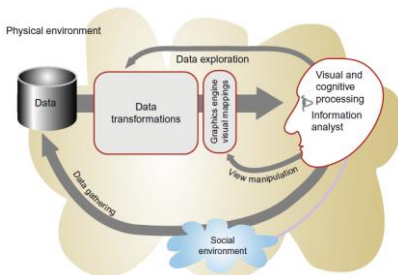 Physical environment
Data exploration
Data
Data
transformations
Graphics engine
visual mappings
Visual and
cognitive
processing
Information
analyst
View manipulation
Data gathering
Social
environment